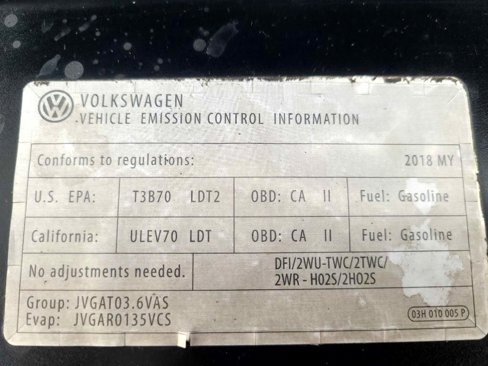 VOLKSWAGEN
VEHICLE EMISSION CONTROL INFORMATION
Conforms to regulations: 2018 MY
U.S. EPA: T3B70 LDT2 OBD: CA II Fuel: Gasoline
California: ULEV70 LDT OBD: CA II Fuel: Gasoline
No adjustments needed. DFI/2WU-TWC/2TWC/
2WR - HO2S/2HO2S
Group: JVGAT03.6VAS
Evap: JVGAR0135VCS
03H 010 005 P